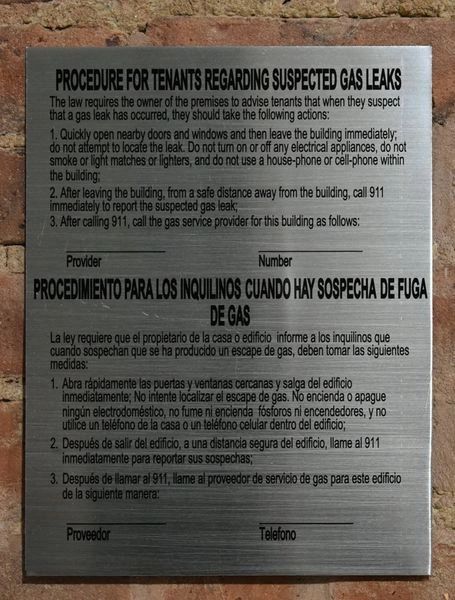 PROCEDURE FOR TENANTS REGARDING SUSPECTED GAS LEAKS
The law requires the owner of the premises to advise tenants that when they suspect
that a gas leak has occurred, they should take the following actions:
1. Quickly open nearby doors and windows and then leave the building immediately;
do not attempt to locate the leak. Do not turn on or off any electrical appliances, do not
smoke or light matches or lighters, and do not use a house-phone or cell-phone within
the building;
2. After leaving the building, from a safe distance away from the building, call 911
immediately to report the suspected gas leak;
3. After calling 911, call the gas service provider for this building as follows:
Provider Number
PROCEDIMIENTO PARA LOS INQUILINOS CUANDO HAY SOSPECHA DE FUGA
DE GAS
La ley requiere que el propietario de la casa o edificio informe a los inquilinos que
cuando sospechan que se ha producido un escape de gas, deben tomar las siguientes
medidas:
1. Abra rápidamente las puertas y ventanas cercanas y salga del edificio
inmediatamente; No intente localizar el escape de gas. No encienda o apague
ningún electrodoméstico, no fume ni encienda fósforos ni encendedores, y no
utilice un teléfono de la casa o un teléfono celular dentro del edificio;
2. Después de salir del edificio, a una distancia segura del edificio, llame al 911
inmediatamente para reportar sus sospechas;
3. Después de llamar al 911, llame al proveedor de servicio de gas para este edificio
de la siguiente manera:
Proveedor Telefono